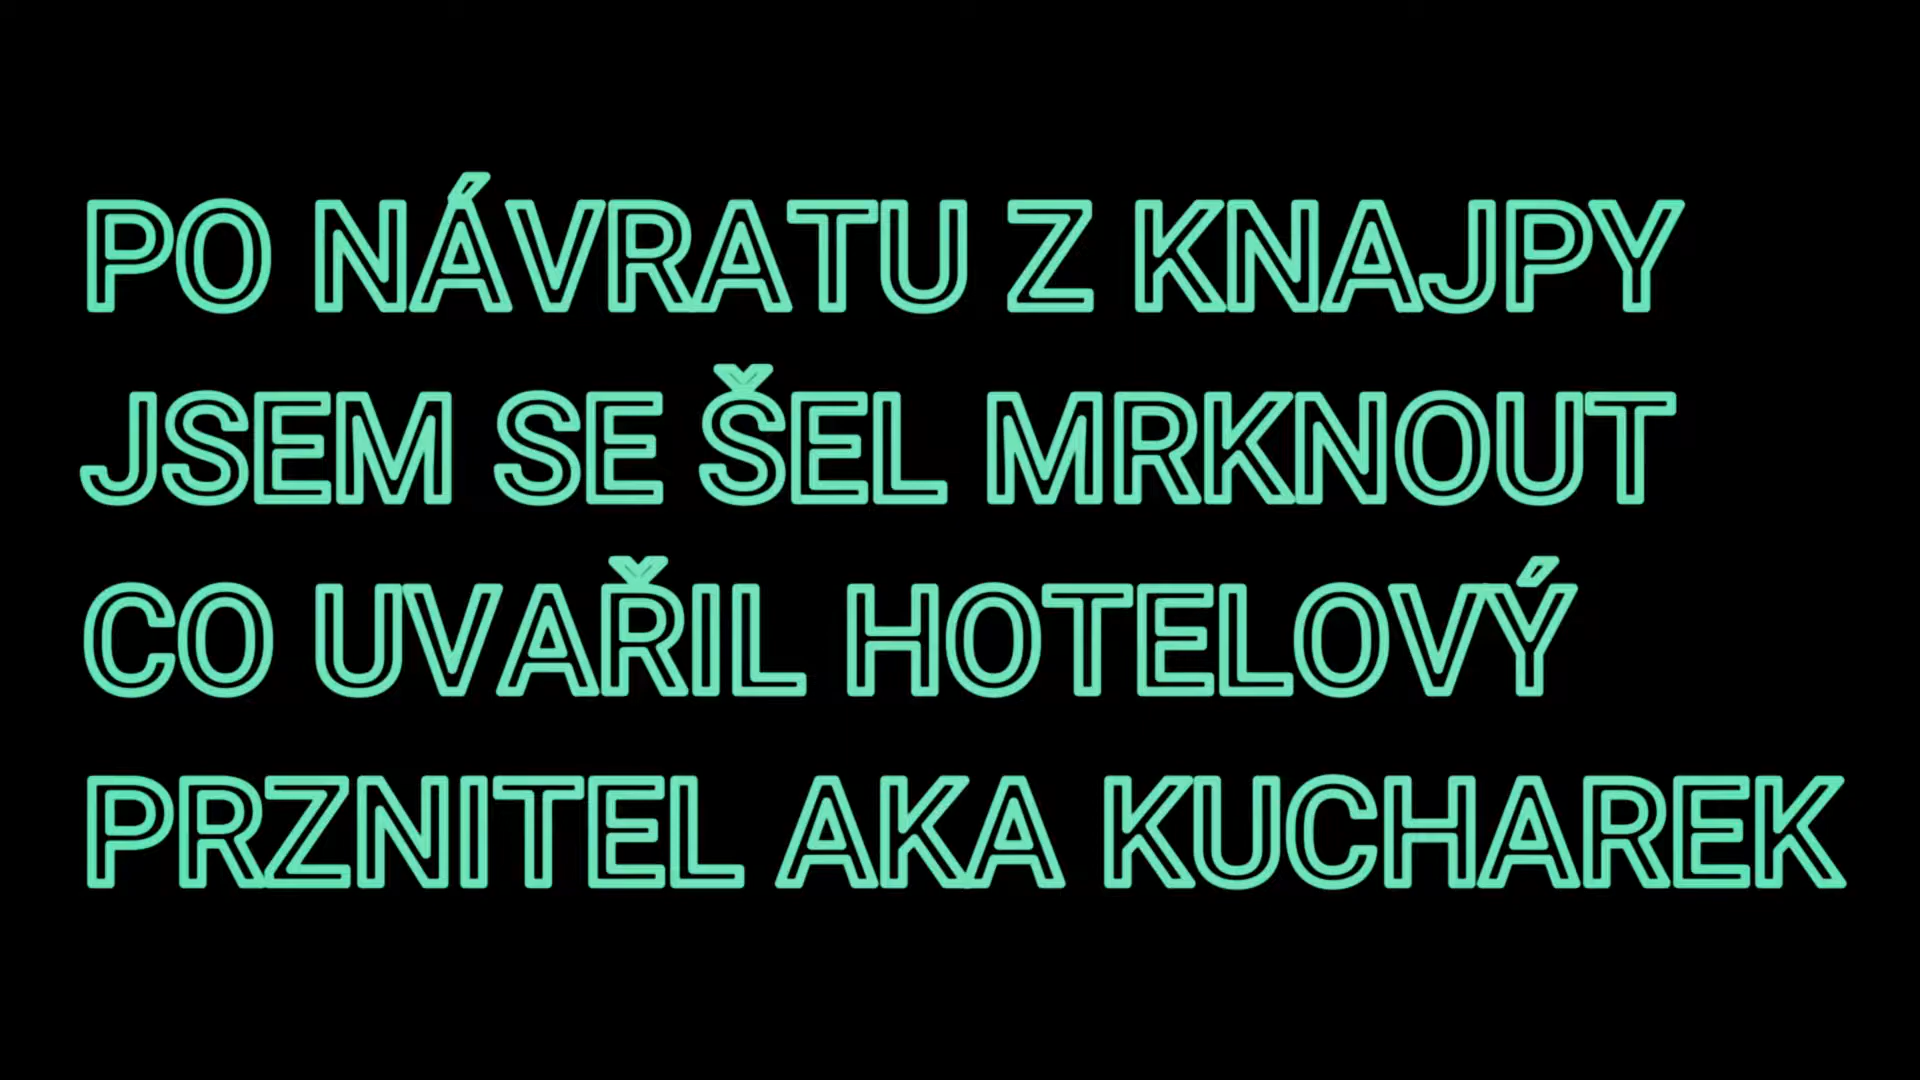 PO NÁVRATU Z KNAJPY
JSEM SE ŠEL MRKNOUT
CO UVAŘIL HOTELOVÝ
PRZNITEL AKA KUCHAREK